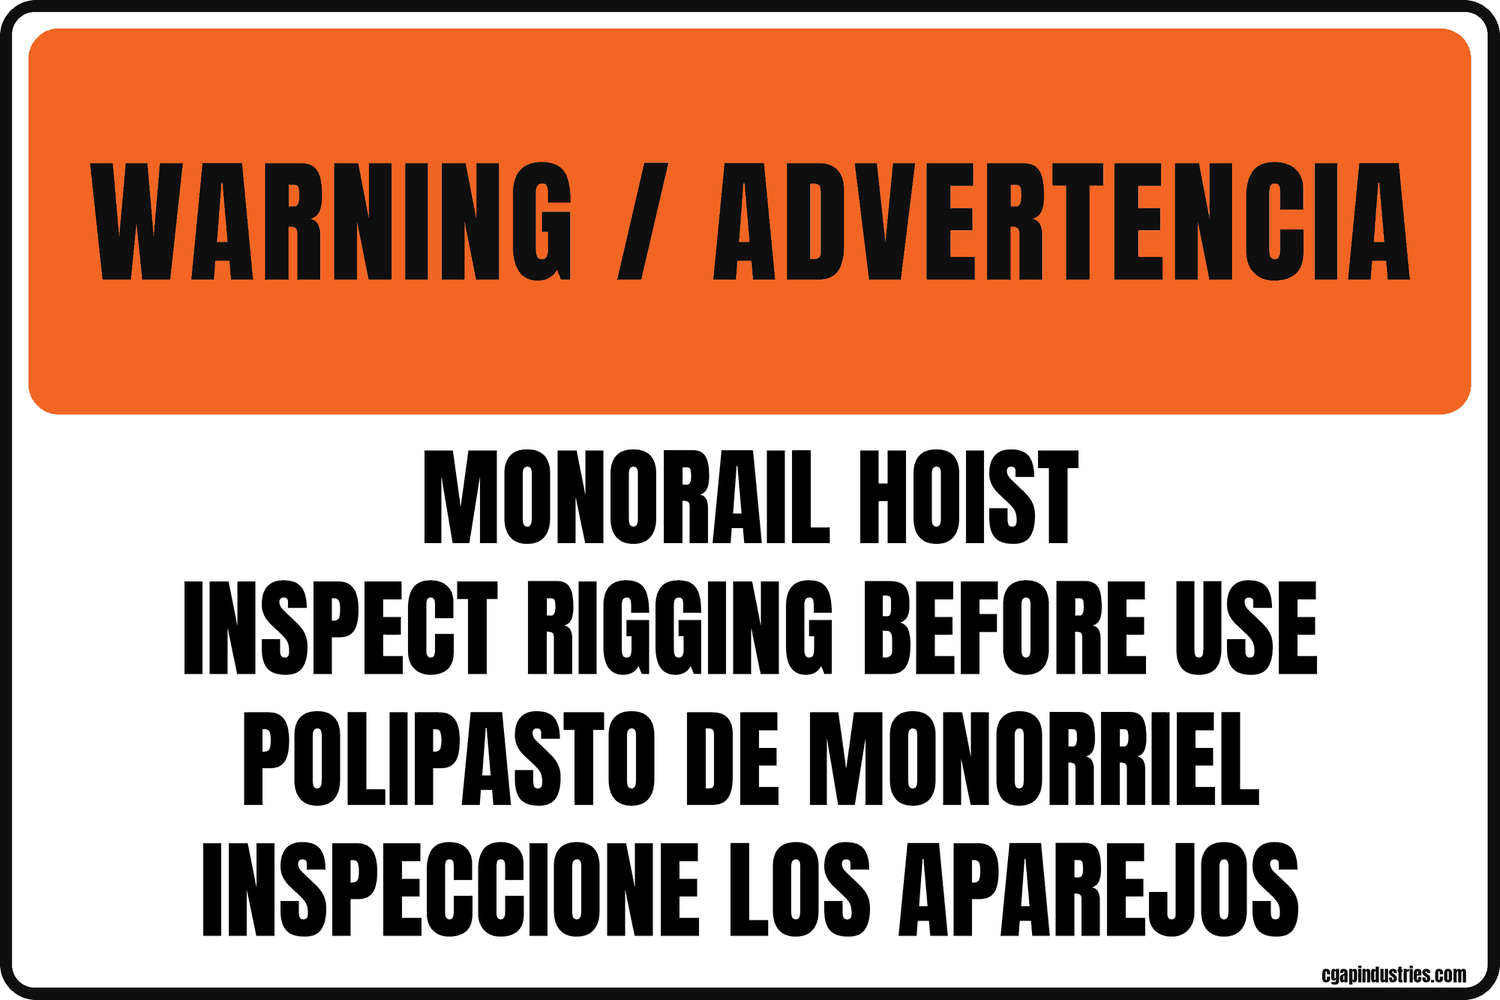 WARNING / ADVERTENCIA
MONORAIL HOIST
INSPECT RIGGING BEFORE USE
POLIPASTO DE MONORRIEL
INSPECCIONE LOS APAREJOS
cgapindustries.com